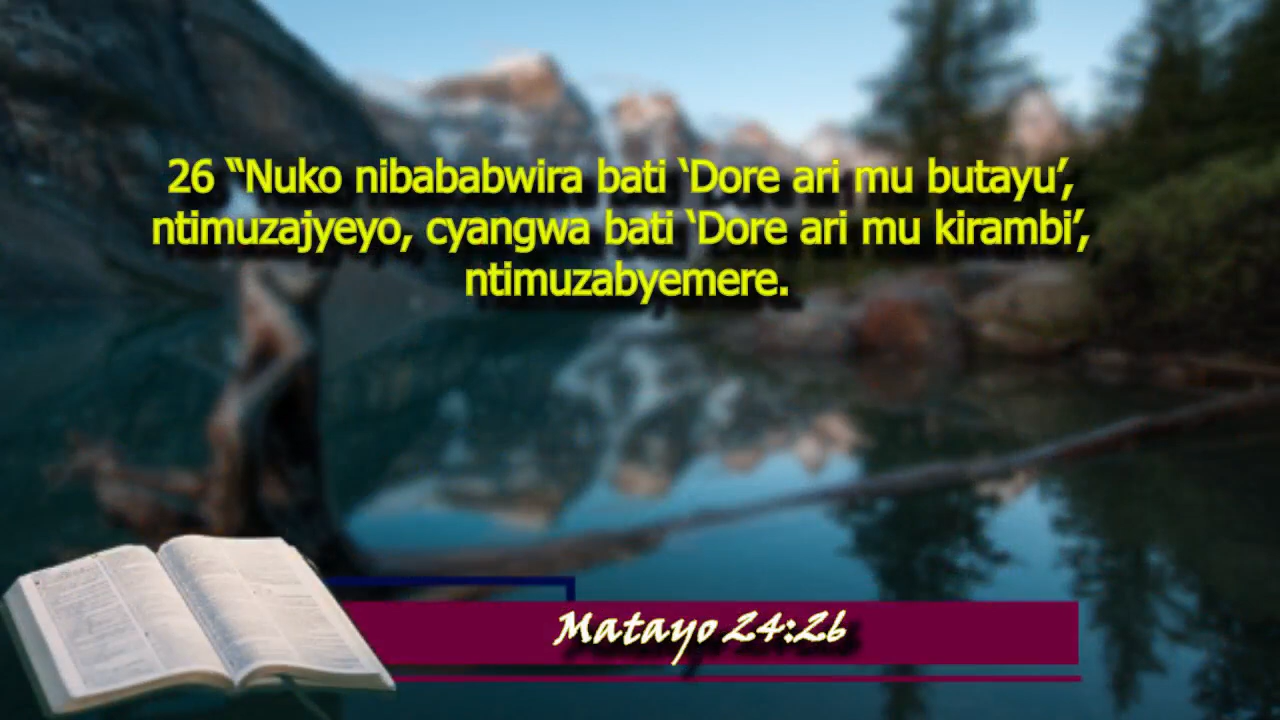 26 “Nuko nibababwira bati ‘Dore ari mu butayu’,
ntimuzajyeyo, cyangwa bati ‘Dore ari mu kirambi’,
ntimuzabyemere.
Matayo 24:26